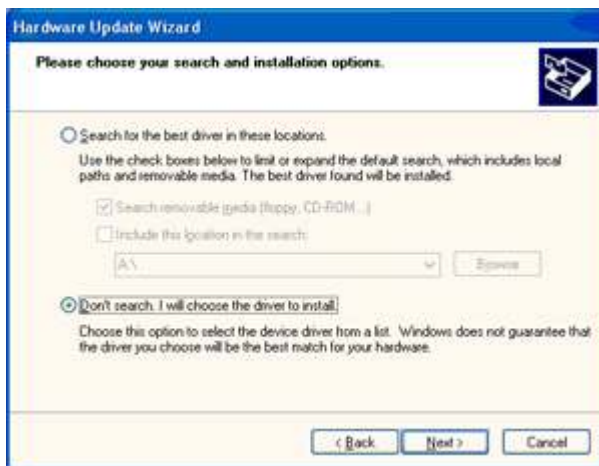 Hardware Update Wizard
Please choose your search and installation options.
Search for the best driver in these locations.
Use the check boxes below to limit or expand the default search, which includes local
paths and removable media. The best driver found will be installed.
Search removable media (floppy, CD-ROM...)
Include this location in the search:
A:\
Browse
Don't search. I will choose the driver to install.
Choose this option to select the device driver from a list. Windows does not guarantee that
the driver you choose will be the best match for your hardware.
< Back Next > Cancel